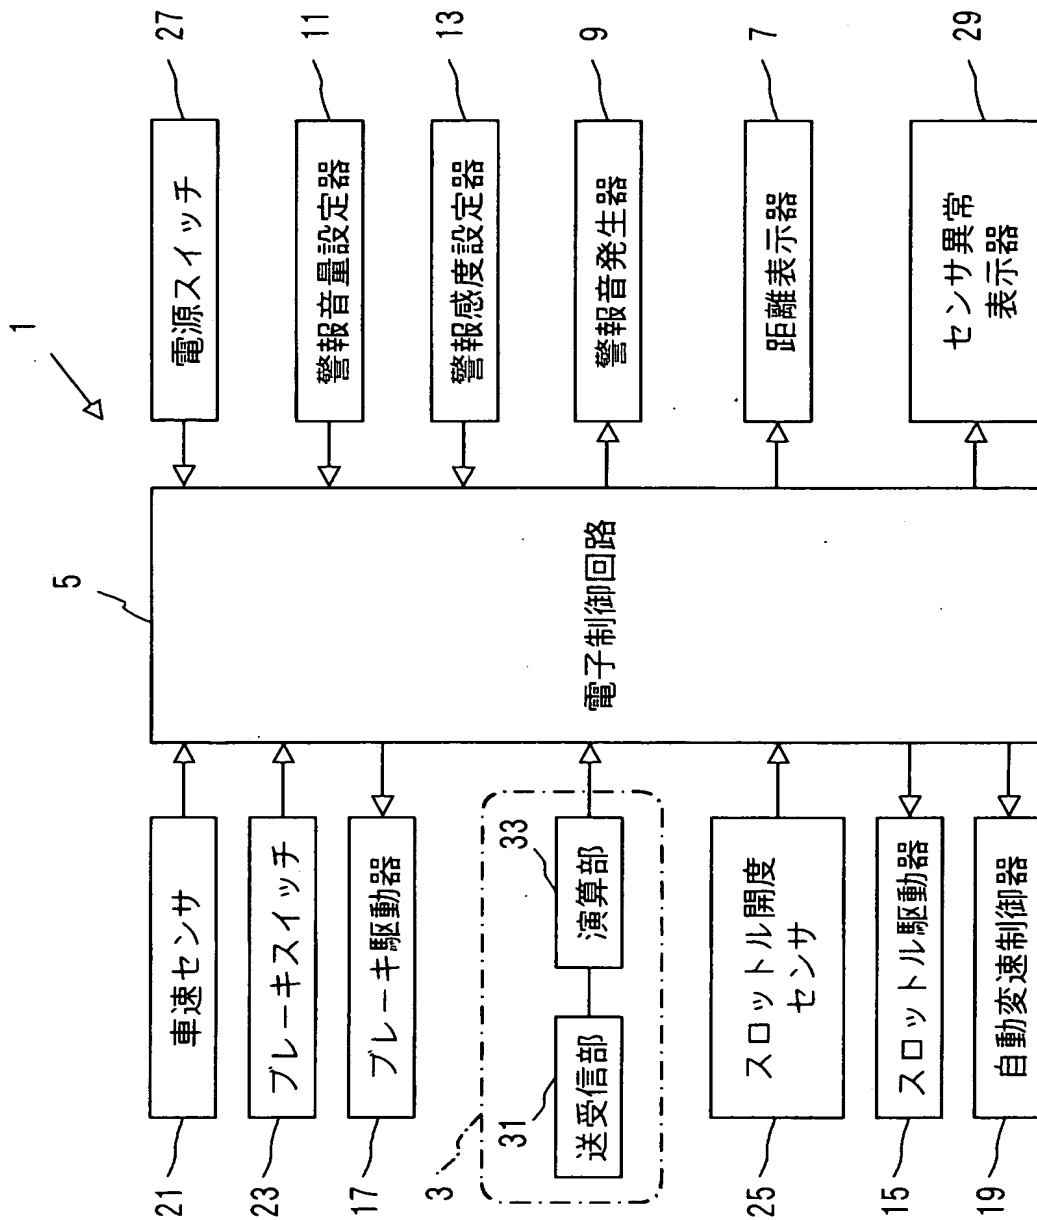 1
5
21
車速センサ
23
ブレーキスイッチ
17
ブレーキ駆動器
3
31
送受信部
33
演算部
25
スロットル開度
センサ
15
スロットル駆動器
19
自動変速制御器
電子制御回路
電源スイッチ
27
警報音量設定器
11
警報感度設定器
13
警報音発生器
9
距離表示器
7
センサ異常
表示器
29